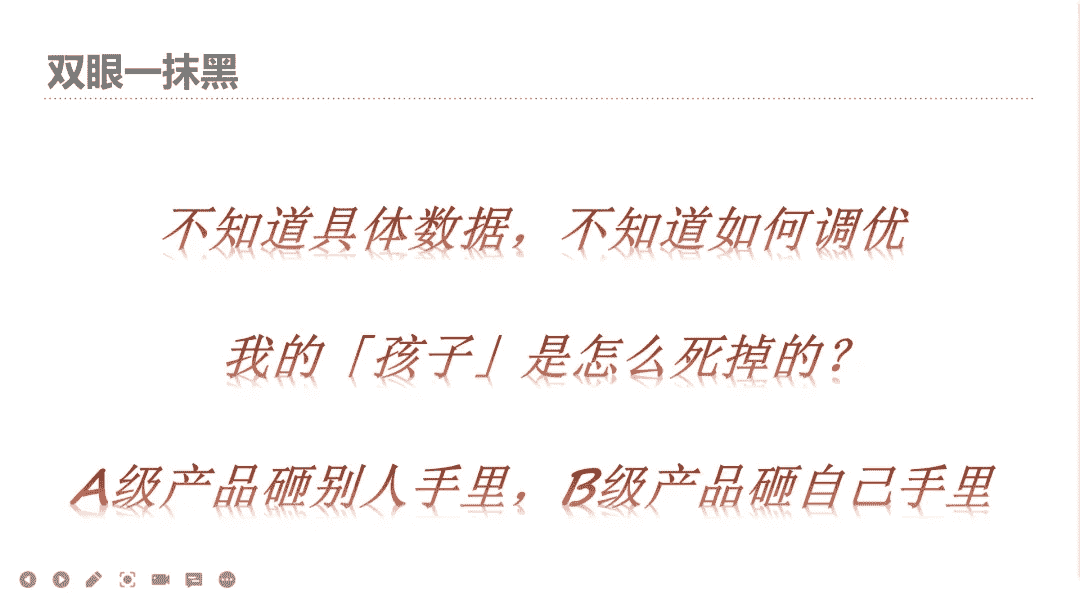 双眼一抹黑
不知道具体数据，不知道如何调优
我的「孩子」是怎么死掉的？
A级产品砸别人手里，B级产品砸自己手里